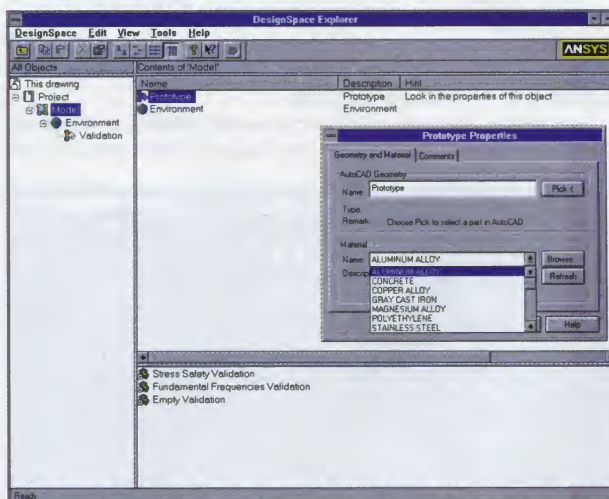 DesignSpace Explorer
DesignSpace Edit View Tools Help
ANSYS
All Objects
Contents of 'Model'
This drawing
Project
Model
Environment
Validation
Name Description Hint
Prototype Prototype Look in the properties of this object
Environment Environment
Prototype Properties
Geometry and Material Comments
AutoCAD Geometry
Name Prototype Pick <
Type:
Remark: Choose Pick to select a part in AutoCAD
Material
Name: ALUMINUM ALLOY Browse
Descrip ALUMINUM ALLOY Refresh
CONCRETE
COPPER ALLOY
GRAY CAST IRON
MAGNESIUM ALLOY
POLYETHYLENE
STAINLESS STEEL
Help
Stress Safety Validation
Fundamental Frequencies Validation
Empty Validation
Ready